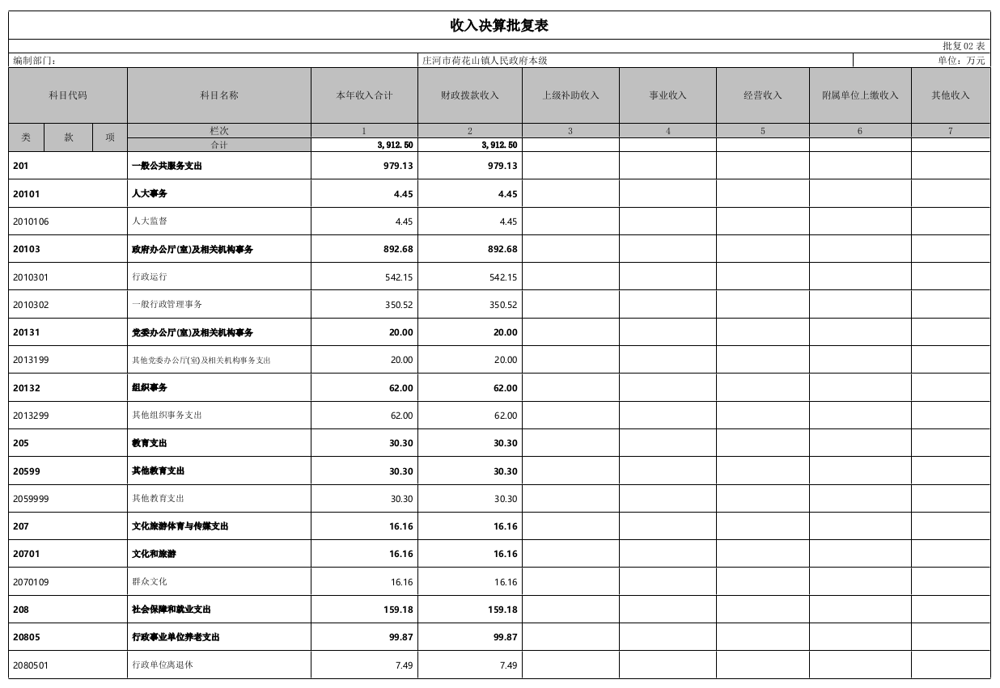 收入决算批复表
批复02表
编制部门： 庄河市荷花山镇人民政府本级 单位：万元
科目代码 科目名称 本年收入合计 财政拨款收入 上级补助收入 事业收入 经营收入 附属单位上缴收入 其他收入
类 款 项 栏次 1 2 3 4 5 6 7
合计 3,912.50 3,912.50
201 一般公共服务支出 979.13 979.13
20101 人大事务 4.45 4.45
2010106 人大监督 4.45 4.45
20103 政府办公厅(室)及相关机构事务 892.68 892.68
2010301 行政运行 542.15 542.15
2010302 一般行政管理事务 350.52 350.52
20131 党委办公厅(室)及相关机构事务 20.00 20.00
2013199 其他党委办公厅(室)及相关机构事务支出 20.00 20.00
20132 组织事务 62.00 62.00
2013299 其他组织事务支出 62.00 62.00
205 教育支出 30.30 30.30
20599 其他教育支出 30.30 30.30
2059999 其他教育支出 30.30 30.30
207 文化旅游体育与传媒支出 16.16 16.16
20701 文化和旅游 16.16 16.16
2070109 群众文化 16.16 16.16
208 社会保障和就业支出 159.18 159.18
20805 行政事业单位养老支出 99.87 99.87
2080501 行政单位离退休 7.49 7.49